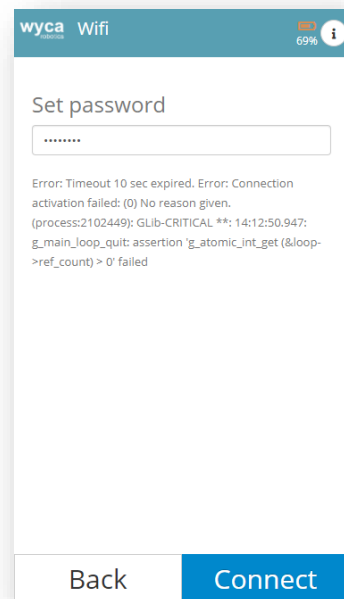 wyca Wifi
robotics
69% i
Set password
••••••••
Error: Timeout 10 sec expired. Error: Connection
activation failed: (0) No reason given.
(process:2102449): GLib-CRITICAL **: 14:12:50.947:
g_main_loop_quit: assertion 'g_atomic_int_get (&loop-
>ref_count) > 0' failed
Back Connect